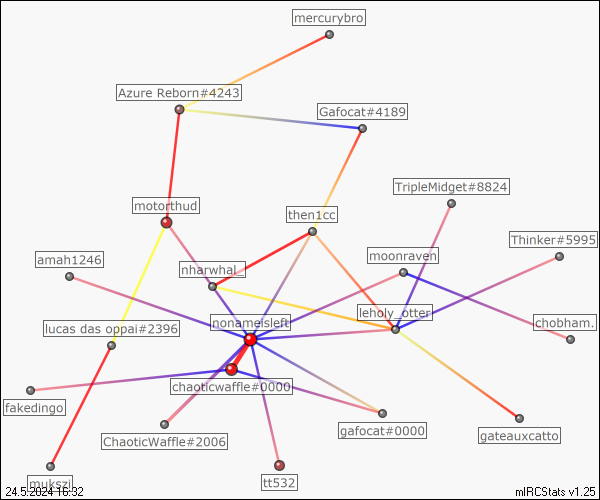 mercurybro
Azure Reborn#4243
Gafocat#4189
TripleMidget#8824
motorthud
then1cc
Thinker#5995
moonraven
amah1246
nharwhal_
leholy_otter
nonameisleft
lucas das oppai#2396
chobham.
chaoticwaffle#0000
fakedingo
gafocat#0000
gateauxcatto
ChaoticWaffle#2006
mukszi
tt532
24.5.2024 16:32
mIRCStats v1.25